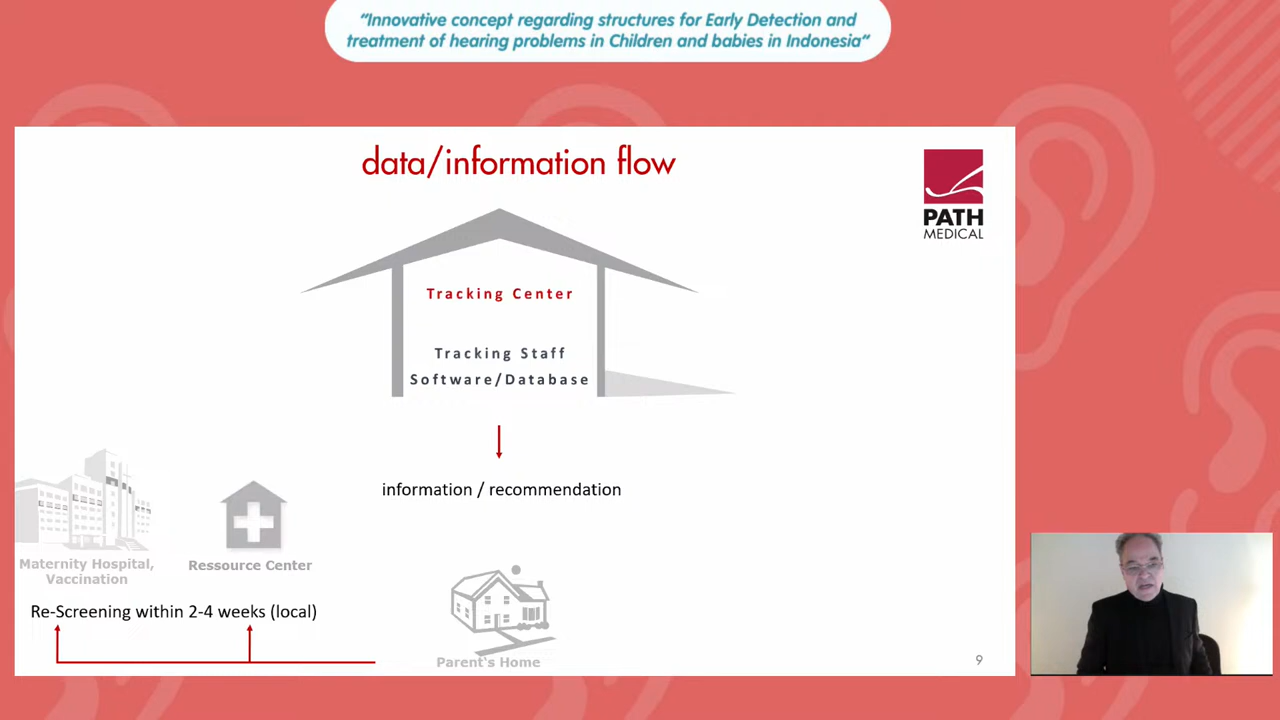 “Innovative concept regarding structures for Early Detection and
treatment of hearing problems in Children and babies in Indonesia“
data/information flow
PATH
MEDICAL
Tracking Center
Tracking Staff
Software/Database
information / recommendation
Maternity Hospital,
Vaccination
Ressource Center
Re-Screening within 2-4 weeks (local)
Parent‘s Home
9